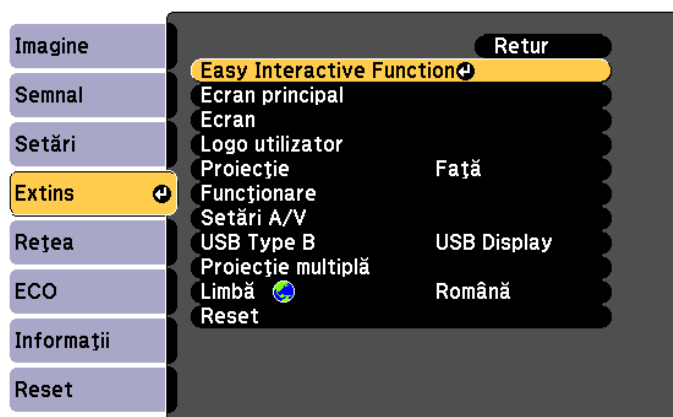 Imagine
Semnal
Setări
Extins
Reţea
ECO
Informaţii
Reset
Retur
Easy Interactive Function
Ecran principal
Ecran
Logo utilizator
Proiecţie Faţă
Funcţionare
Setări A/V
USB Type B USB Display
Proiecţie multiplă
Limbă Română
Reset